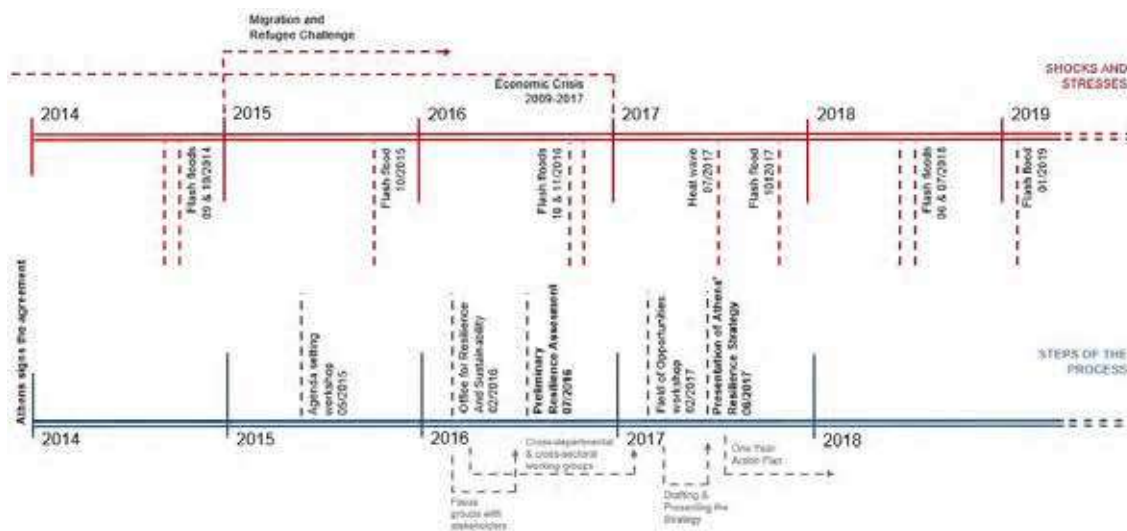 Migration and
Refugee Challenge
Economic Crisis
2009-2017
SHOCKS AND
STRESSES
2014
2015
2016
2017
2018
2019
Flash floods
09 & 10/2014
Flash flood
10/2015
Flash floods
10 & 11/2016
Heat wave
07/2017
Flash flood
Flash floods
06 & 07/2018
Flash flood
01/2019
Athens signs the agreement
Agenda setting
workshop
05/2015
Office for Resilience
And Sustainability
02/2016
Preliminary
Resilience Assessment
07/2016
Field of Opportunities
workshop
02/2017
Presentation of Athens'
Resilience Strategy
06/2017
STEPS OF THE
PROCESS
2014
2015
2016
2017
2018
Cross-departmental
& cross-sectoral
working groups
Focus
groups with
stakeholders
Drafting &
Presenting the
Strategy
One Year
Action Plan